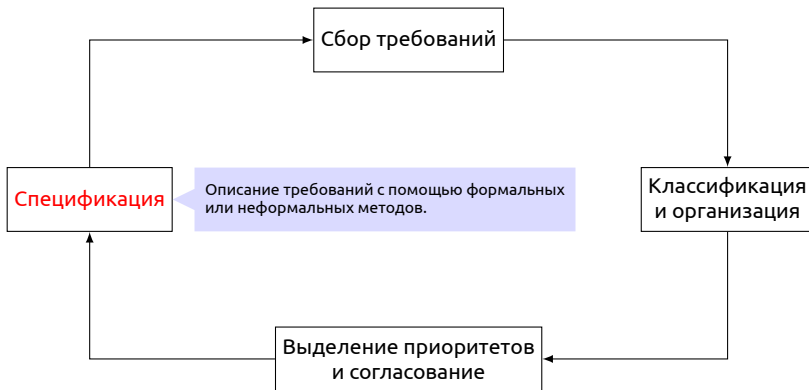 Сбор требований
Спецификация
Описание требований с помощью формальных
или неформальных методов.
Классификация
и организация
Выделение приоритетов
и согласование